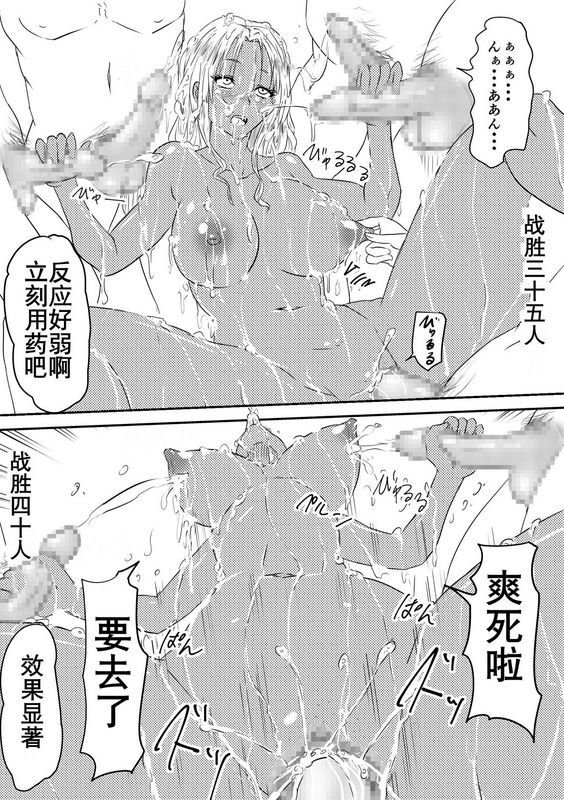 ぁぁぁ・・・
んぁ・・・ああん・・・
びゅるるる
びゅー
战胜三十五人
反应好弱啊
立刻用药吧
びゅるる
战胜四十人
びゅるる
爽死啦
ぱん
ぱん
要去了
效果显著